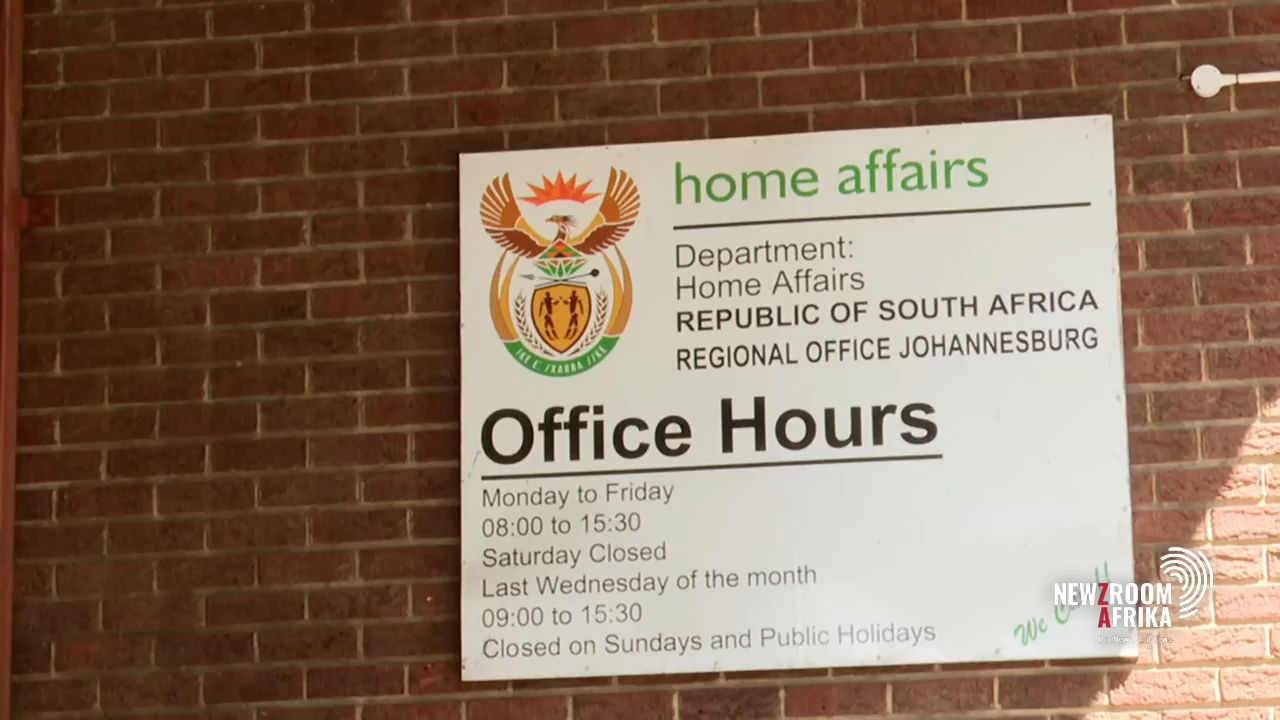 home affairs
Department:
Home Affairs
REPUBLIC OF SOUTH AFRICA
REGIONAL OFFICE JOHANNESBURG
Office Hours
Monday to Friday
08:00 to 15:30
Saturday Closed
Last Wednesday of the month
09:00 to 15:30
Closed on Sundays and Public Holidays
We
NEWZROOM
AFRIKA